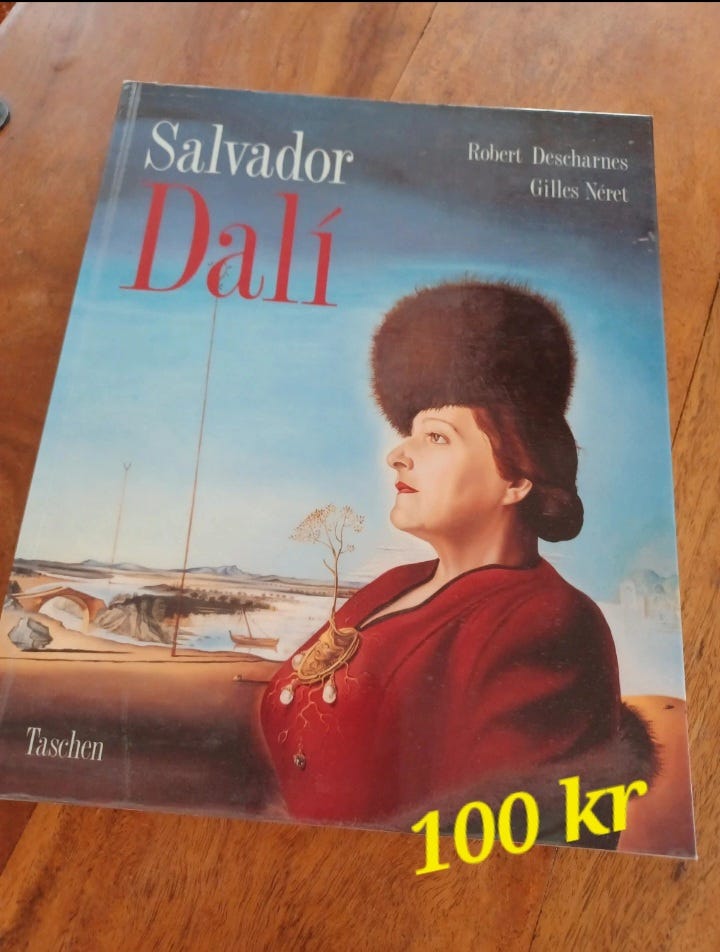 Salvador
Dalí
Robert Descharnes
Gilles Néret
Taschen
100 kr